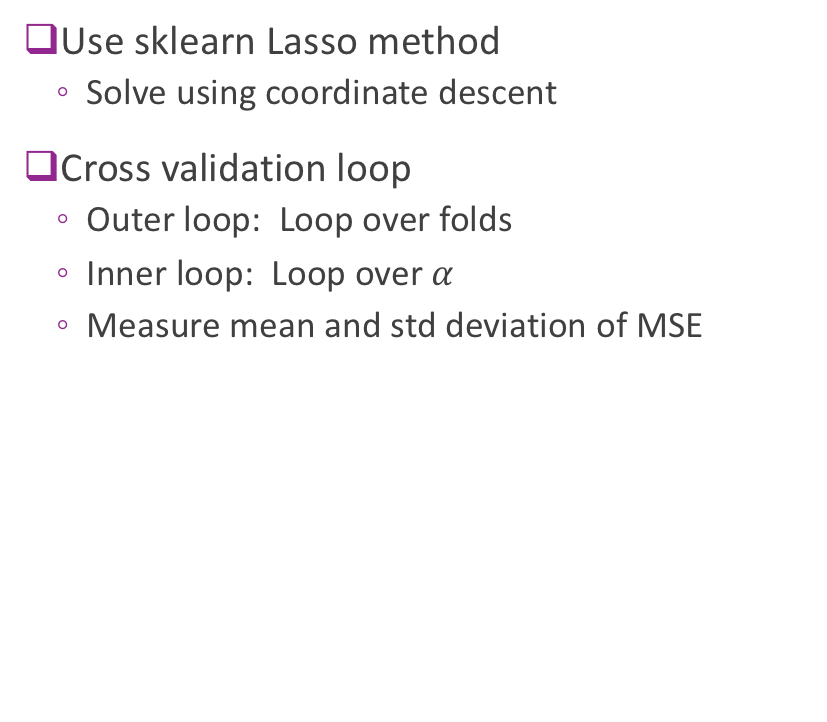 ❑Use sklearn Lasso method
◦ Solve using coordinate descent
❑Cross validation loop
◦ Outer loop: Loop over folds
◦ Inner loop: Loop over 𝛼
◦ Measure mean and std deviation of MSE